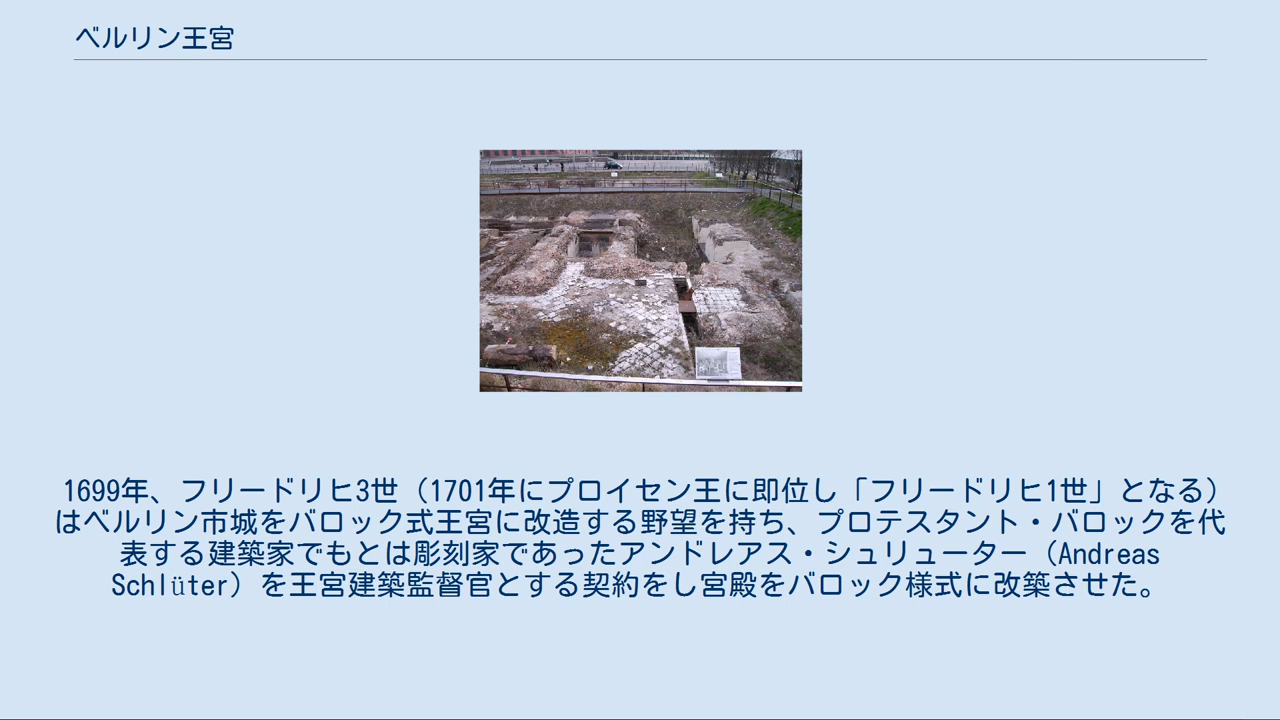 ベルリン王宮
1699年、フリードリヒ3世（1701年にプロイセン王に即位し「フリードリヒ1世」となる）
はベルリン市城をバロック式王宮に改造する野望を持ち、プロテスタント・バロックを代
表する建築家でもとは彫刻家であったアンドレアス・シュリューター（Andreas
Schlüter）を王宮建築監督官とする契約をし宮殿をバロック様式に改築させた。